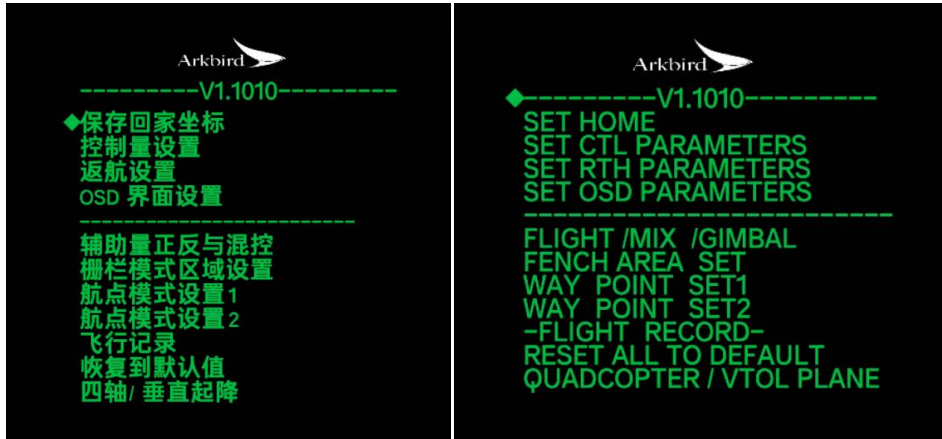 Arkbird
---------V1.1010---------
◆保存回家坐标
控制量设置
返航设置
OSD 界面设置
--------------------------
辅助量正反与混控
栅栏模式区域设置
航点模式设置1
航点模式设置2
飞行记录
恢复到默认值
四轴/ 垂直起降
Arkbird
◆---------V1.1010---------
SET HOME
SET CTL PARAMETERS
SET RTH PARAMETERS
SET OSD PARAMETERS
--------------------------
FLIGHT /MIX /GIMBAL
FENCH AREA SET
WAY POINT SET1
WAY POINT SET2
-FLIGHT RECORD-
RESET ALL TO DEFAULT
QUADCOPTER / VTOL PLANE